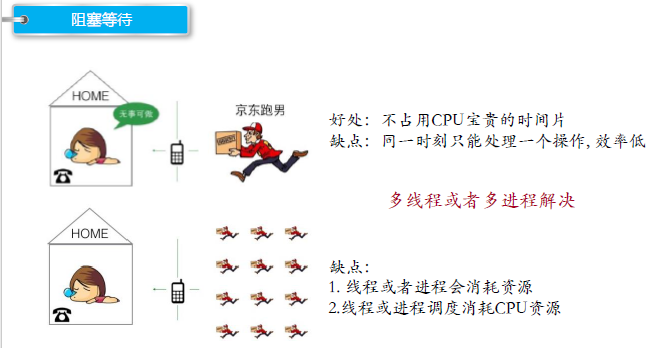 阻塞等待
HOME
无事可做
京东跑男
好处：不占用CPU宝贵的时间片
缺点：同一时刻只能处理一个操作, 效率低
多线程或者多进程解决
HOME
缺点：
1. 线程或者进程会消耗资源
2.线程或进程调度消耗CPU资源